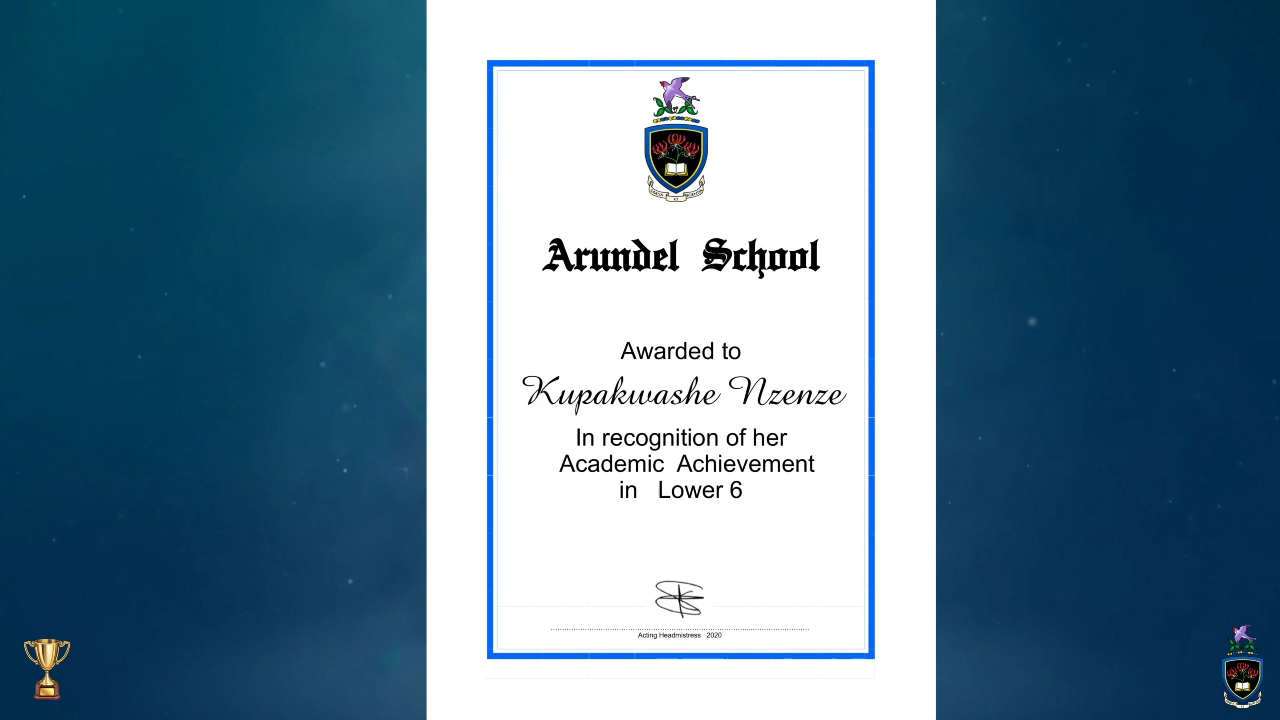 Arundel School
Awarded to
Kupakwashe Nzenze
In recognition of her
Academic Achievement
in Lower 6
Acting Headmistress 2020